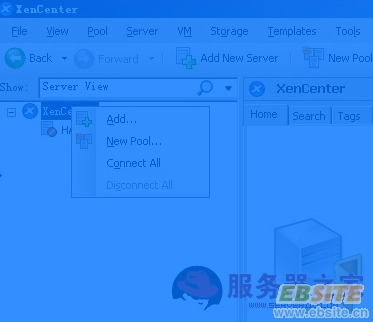 XenCenter
File View Pool Server VM Storage Templates Tools
Back Forward Add New Server New Pool
Show: Server View
XenCenter
Home Search Tags
Add...
New Pool...
Connect All
Disconnect All
服务器之家
SERVER
EBSITE
www.ebsite.cn